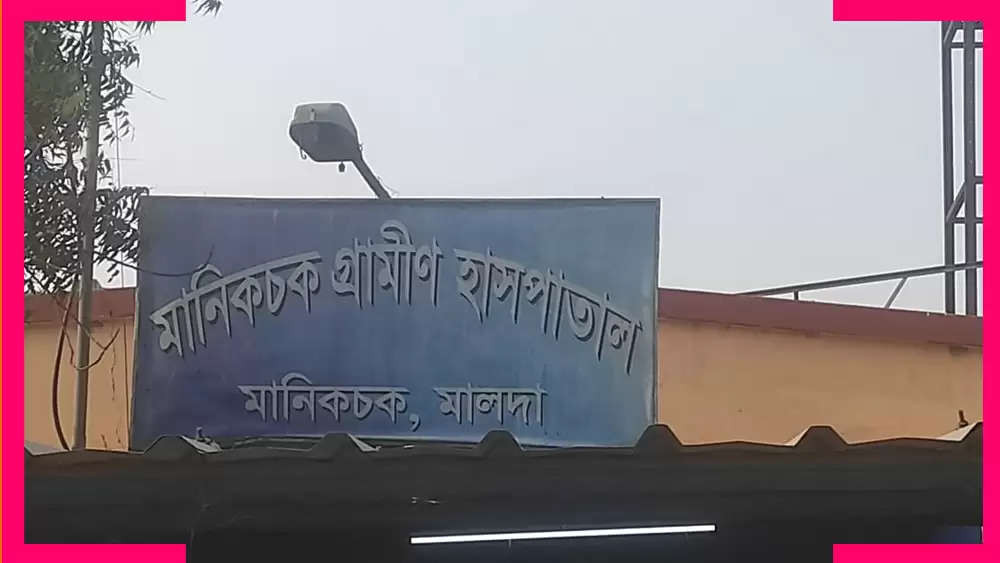 মানিকচক গ্রামীণ হাসপাতাল
মানিকচক, মালদা